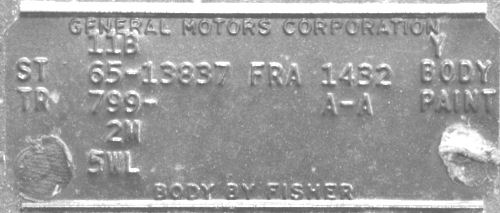 GENERAL MOTORS CORPORATION
11B Y
ST 65-13837 FRA 1432 BODY
TR 799- A-A PAINT
2M
5WL
BODY BY FISHER